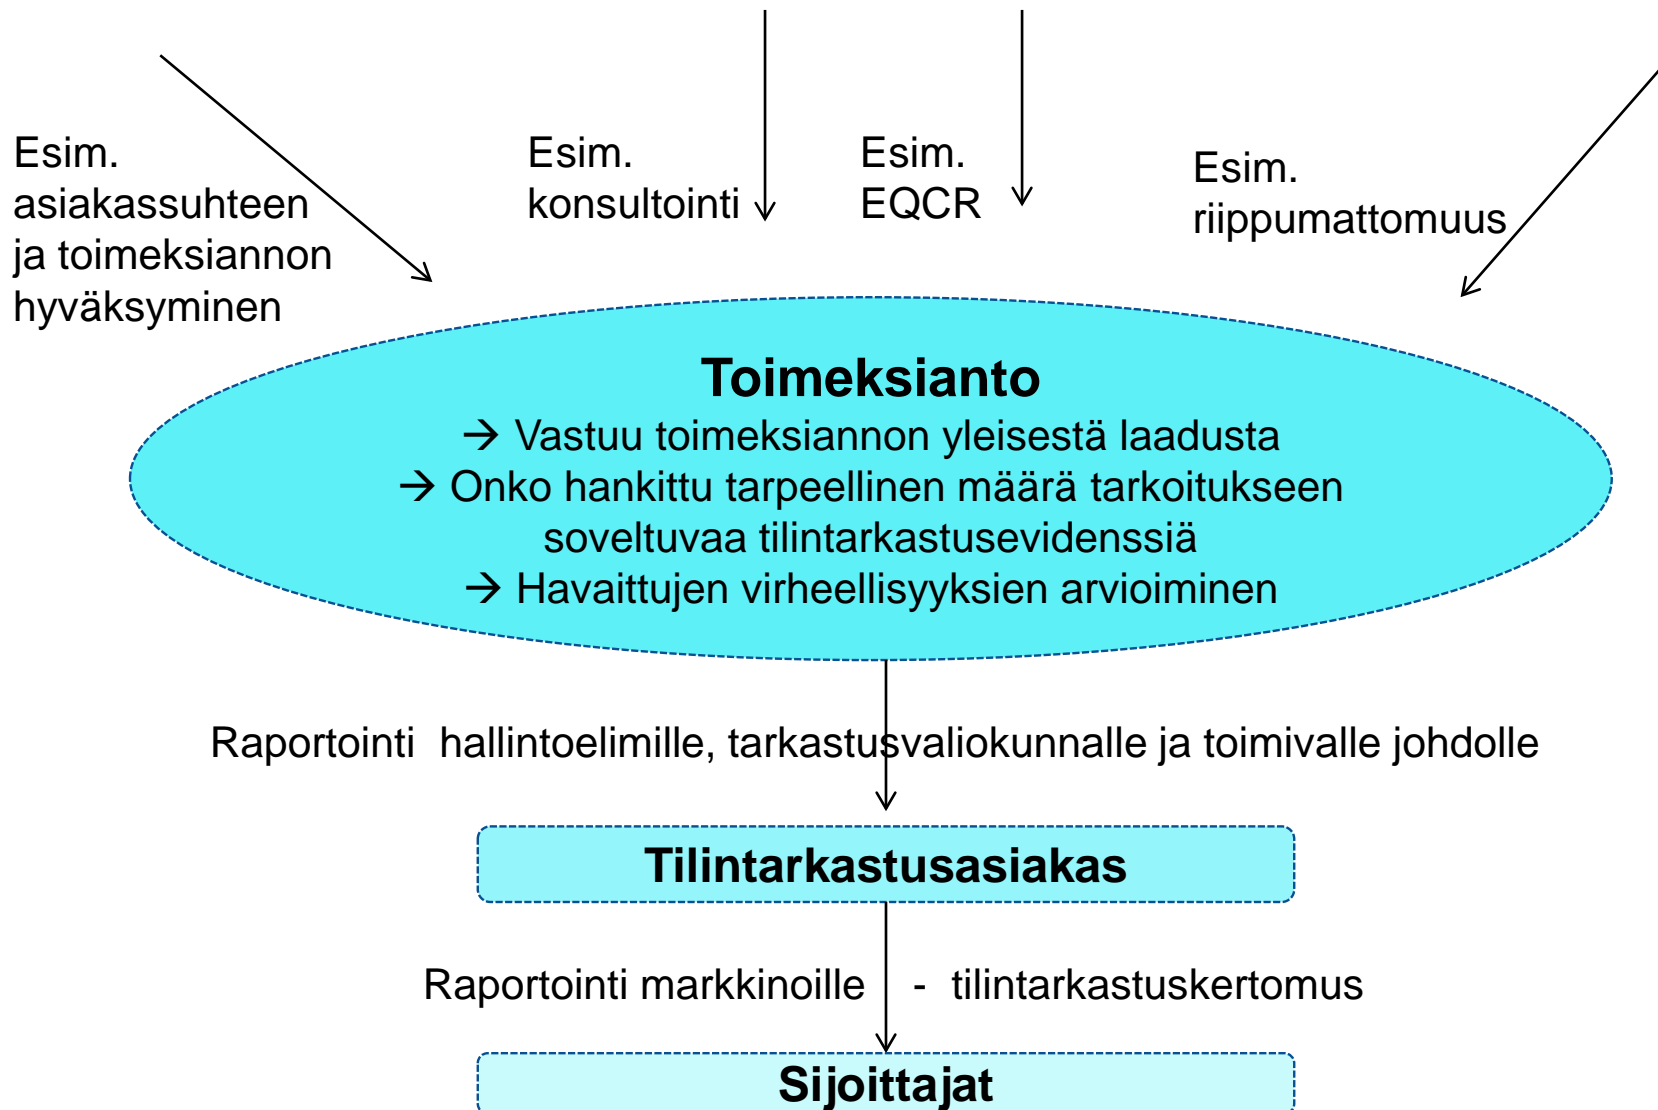 Esim.
asiakassuhteen
ja toimeksiannon
hyväksyminen
Esim.
konsultointi
Esim.
EQCR
Esim.
riippumattomuus
Toimeksianto
→ Vastuu toimeksiannon yleisestä laadusta
→ Onko hankittu tarpeellinen määrä tarkoitukseen
soveltuvaa tilintarkastusevidenssiä
→ Havaittujen virheellisyyksien arvioiminen
Raportointi hallintoelimille, tarkastusvaliokunnalle ja toimivalle johdolle
Tilintarkastusasiakas
Raportointi markkinoille - tilintarkastuskertomus
Sijoittajat